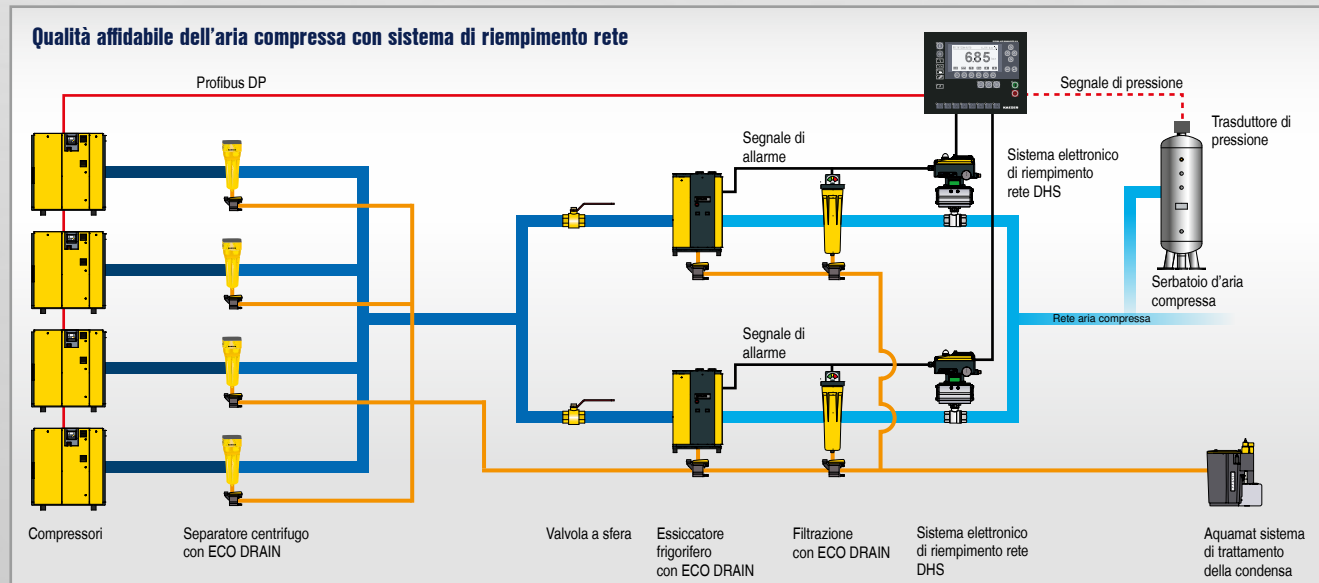 Qualità affidabile dell'aria compressa con sistema di riempimento rete
Profibus DP
6.85
KAESER
Segnale di pressione
Trasduttore di
pressione
Segnale di
allarme
Sistema elettronico
di riempimento
rete DHS
Serbatoio d'aria
compressa
Rete aria compressa
Segnale di
allarme
Compressori
Separatore centrifugo
con ECO DRAIN
Valvola a sfera
Essiccatore
frigorifero
con ECO DRAIN
Filtrazione
con ECO DRAIN
Sistema elettronico
di riempimento rete
DHS
Aquamat sistema
di trattamento
della condensa